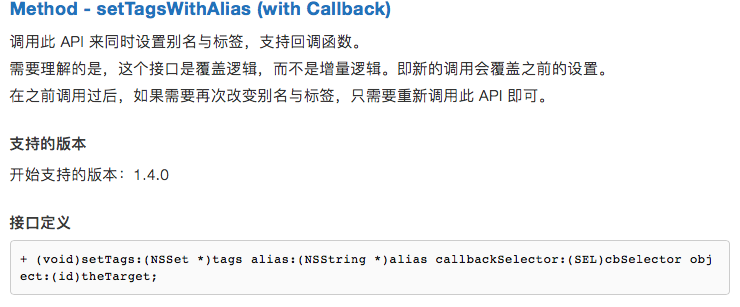 Method - setTagsWithAlias (with Callback)
调用此 API 来同时设置别名与标签，支持回调函数。
需要理解的是，这个接口是覆盖逻辑，而不是增量逻辑。即新的调用会覆盖之前的设置。
在之前调用过后，如果需要再次改变别名与标签，只需要重新调用此 API 即可。
支持的版本
开始支持的版本：1.4.0
接口定义
+ (void)setTags:(NSSet *)tags alias:(NSString *)alias callbackSelector:(SEL)cbSelector obj
ect:(id)theTarget;